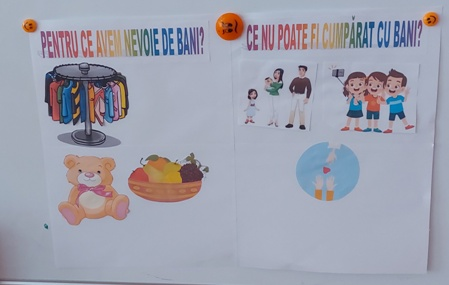 PENTRU CE AVEM NEVOIE DE BANI?
CE NU POATE FI CUMPĂRAT CU BANI?